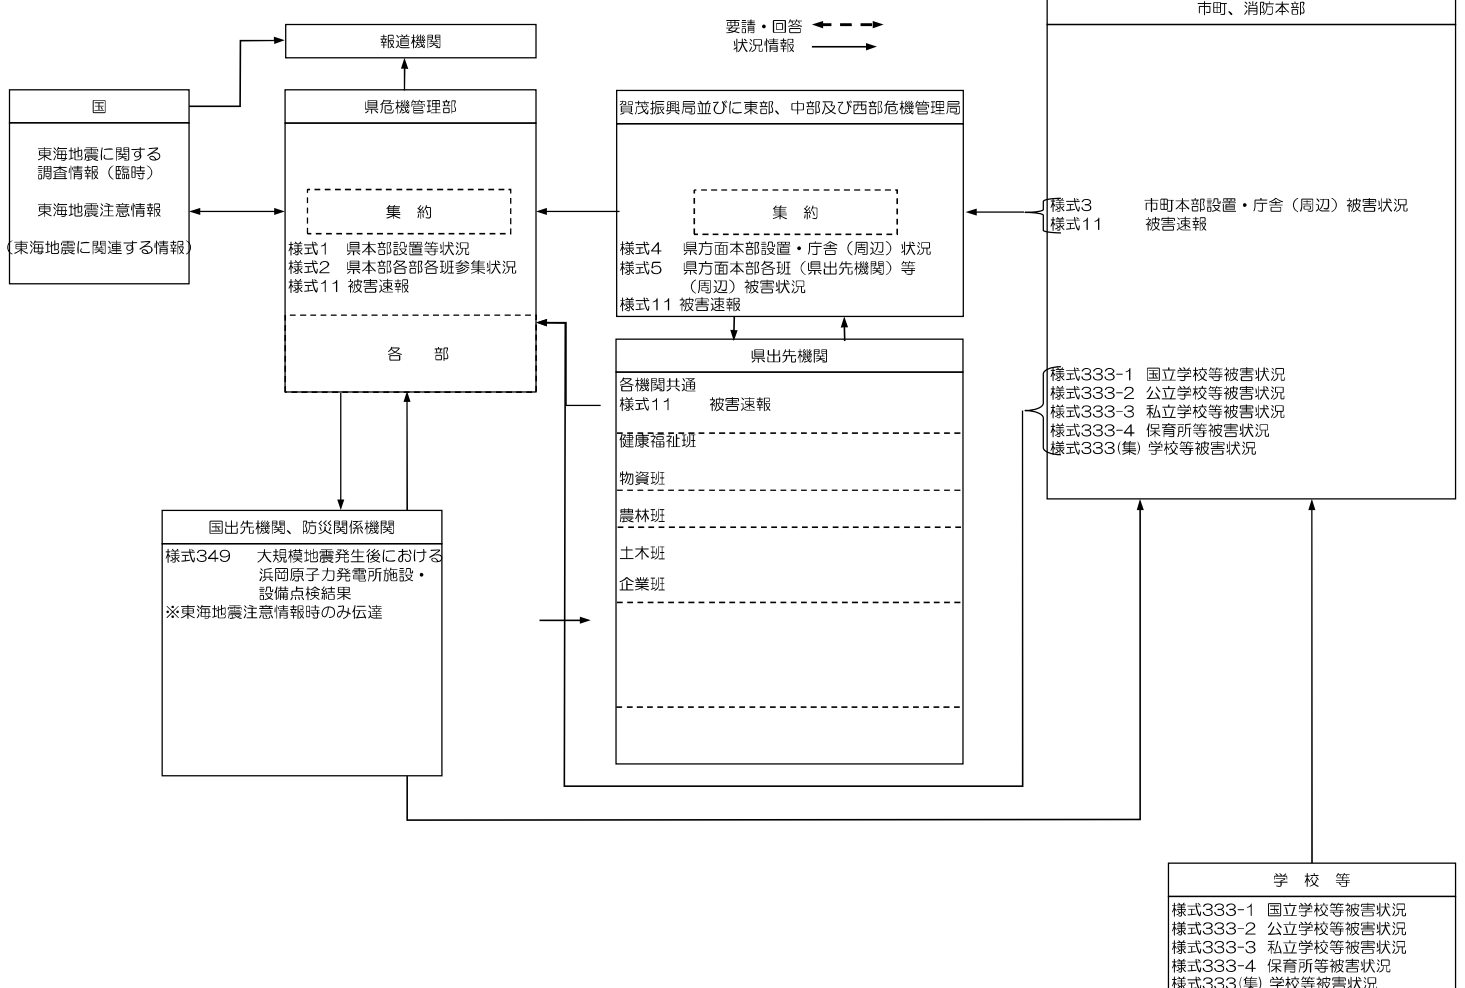 市町、消防本部
要請・回答
状況情報
報道機関
国
東海地震に関する
調査情報（臨時）
東海地震注意情報
（東海地震に関連する情報）
県危機管理部
集　約
様式1　県本部設置等状況
様式2　県本部各部各班参集状況
様式11 被害速報
各　　部
賀茂振興局並びに東部、中部及び西部危機管理局
集　約
様式4　県方面本部設置・庁舎（周辺）状況
様式5　県方面本部各班（県出先機関）等
（周辺）被害状況
様式11 被害速報
様式3　市町本部設置・庁舎（周辺）被害状況
様式11　被害速報
県出先機関
各機関共通
様式11　被害速報
健康福祉班
物資班
農林班
土木班
企業班
様式333-1 国立学校等被害状況
様式333-2 公立学校等被害状況
様式333-3 私立学校等被害状況
様式333-4 保育所等被害状況
様式333(集) 学校等被害状況
国出先機関、防災関係機関
様式349　大規模地震発生後における
浜岡原子力発電所施設・
設備点検結果
※東海地震注意情報時のみ伝達
学　校　等
様式333-1 国立学校等被害状況
様式333-2 公立学校等被害状況
様式333-3 私立学校等被害状況
様式333-4 保育所等被害状況
様式333(集) 学校等被害状況